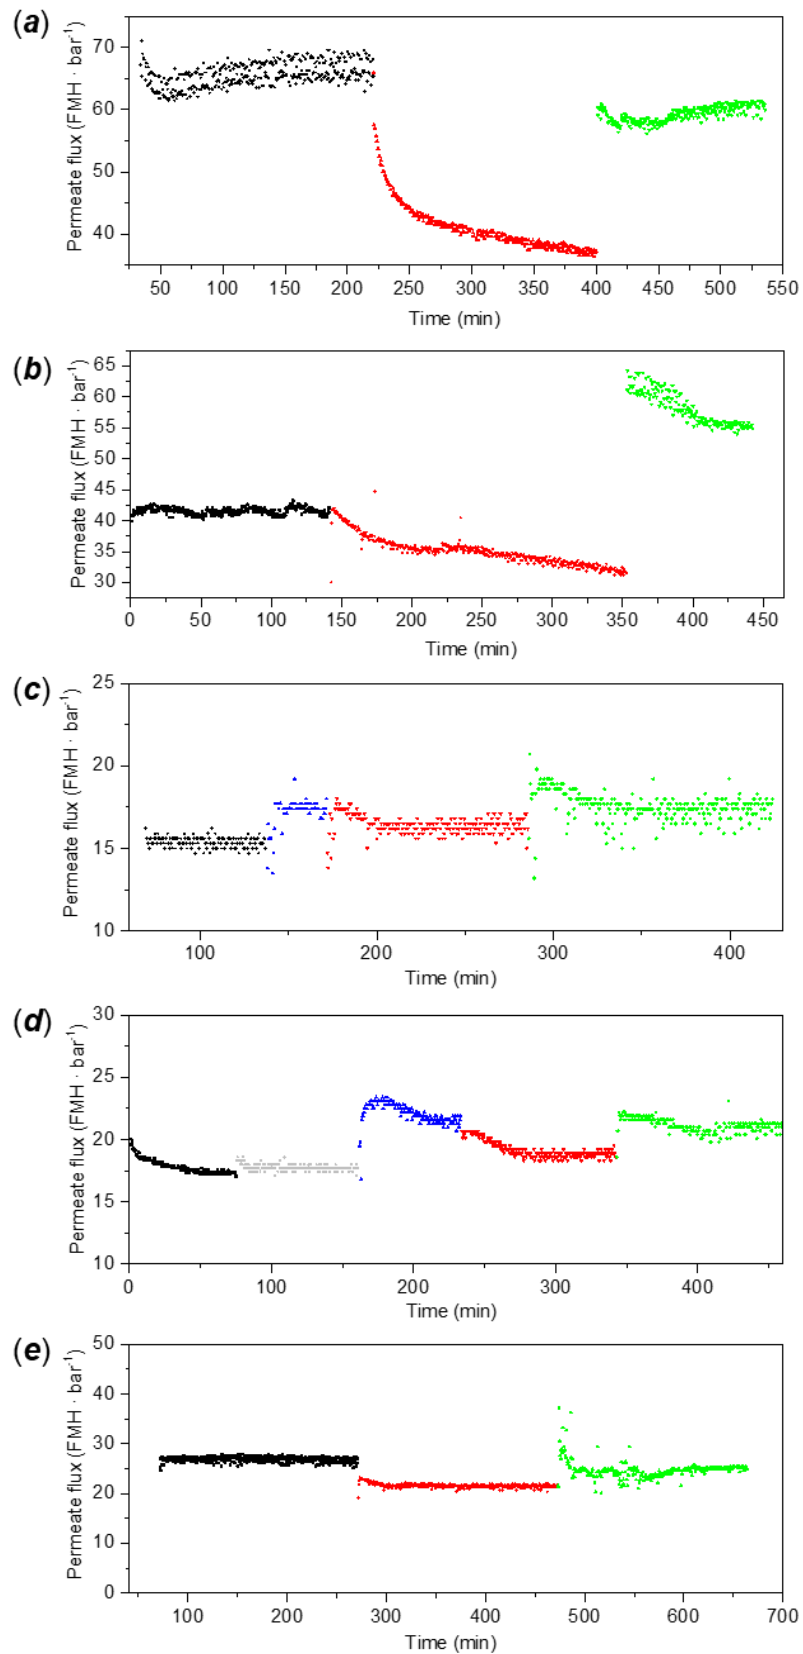 (a)
Permeate flux (FMH · bar⁻¹)
70
60
50
40
50 100 150 200 250 300 350 400 450 500 550
Time (min)
(b)
Permeate flux (FMH · bar⁻¹)
65
60
55
50
45
40
35
30
0 50 100 150 200 250 300 350 400 450
Time (min)
(c)
Permeate flux (FMH · bar⁻¹)
25
20
15
10
100 200 300 400
Time (min)
(d)
Permeate flux (FMH · bar⁻¹)
30
25
20
15
10
0 100 200 300 400
Time (min)
(e)
Permeate flux (FMH · bar⁻¹)
50
40
30
20
10
0
100 200 300 400 500 600 700
Time (min)